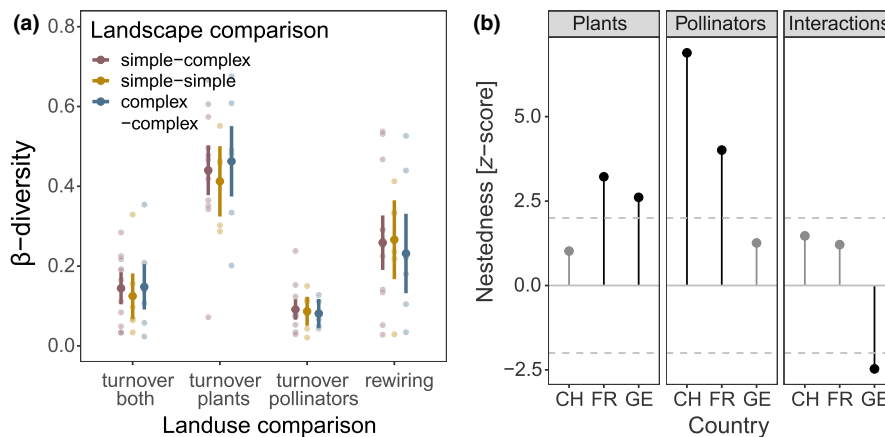 (a)
Landscape comparison
simple−complex
simple−simple
complex
−complex
β−diversity
0.8
0.6
0.4
0.2
0.0
turnover both
turnover plants
turnover pollinators
rewiring
Landuse comparison
(b)
Plants
Pollinators
Interactions
Nestedness [z−score]
5.0
2.5
0.0
−2.5
CH FR GE
CH FR GE
CH FR GE
Country